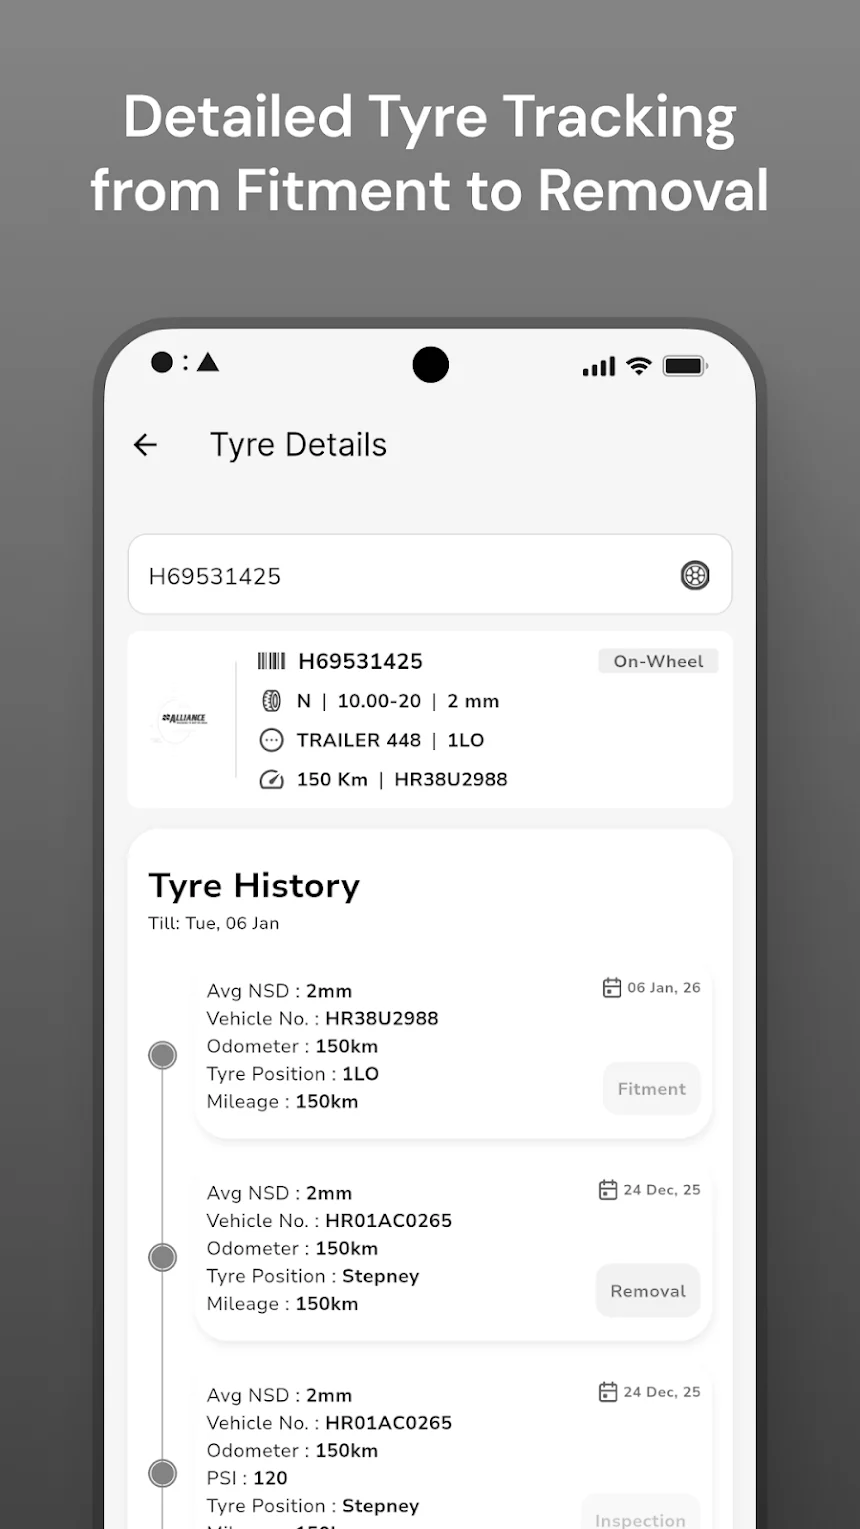 Detailed Tyre Tracking
from Fitment to Removal
Tyre Details
H69531425
H69531425
On-Wheel
N | 10.00-20 | 2 mm
ALLIANCE
TRAILER 448 | 1LO
150 Km | HR38U2988
Tyre History
Till: Tue, 06 Jan
Avg NSD : 2mm
06 Jan, 26
Vehicle No. : HR38U2988
Odometer : 150km
Tyre Position : 1LO
Fitment
Mileage : 150km
Avg NSD : 2mm
24 Dec, 25
Vehicle No. : HR01AC0265
Odometer : 150km
Tyre Position : Stepney
Removal
Mileage : 150km
Avg NSD : 2mm
24 Dec, 25
Vehicle No. : HR01AC0265
Odometer : 150km
PSI : 120
Tyre Position : Stepney
Inspection